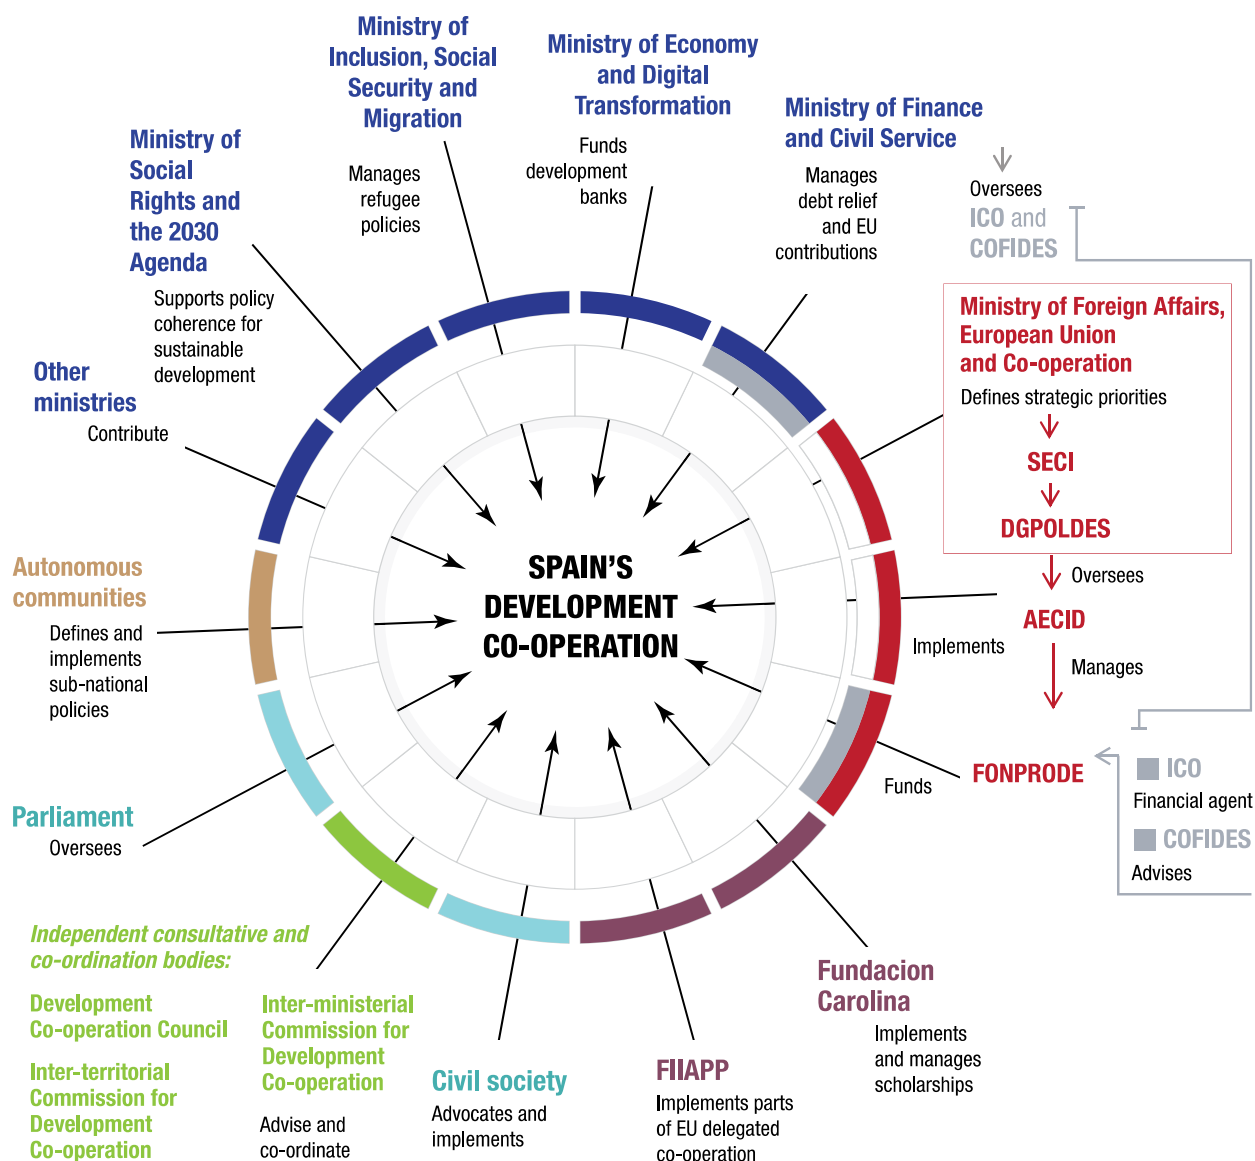 Ministry of
Inclusion, Social
Security and
Migration
Manages
refugee
policies
Ministry of Economy
and Digital
Transformation
Funds
development
banks
Ministry of Finance
and Civil Service
Manages
debt relief
and EU
contributions
Oversees
ICO and
COFIDES
Ministry of
Social
Rights and
the 2030
Agenda
Supports policy
coherence for
sustainable
development
Other
ministries
Contribute
Ministry of Foreign Affairs,
European Union
and Co-operation
Defines strategic priorities
SECI
DGPOLDES
Oversees
AECID
Implements
Manages
FONPRODE
Funds
ICO
Financial agent
COFIDES
Advises
SPAIN'S
DEVELOPMENT
CO-OPERATION
Autonomous
communities
Defines and
implements
sub-national
policies
Parliament
Oversees
Independent consultative and
co-ordination bodies:
Development
Co-operation Council
Inter-territorial
Commission for
Development
Co-operation
Inter-ministerial
Commission for
Development
Co-operation
Advise and
co-ordinate
Civil society
Advocates and
implements
FIIAPP
Implements parts
of EU delegated
co-operation
Fundacion
Carolina
Implements
and manages
scholarships